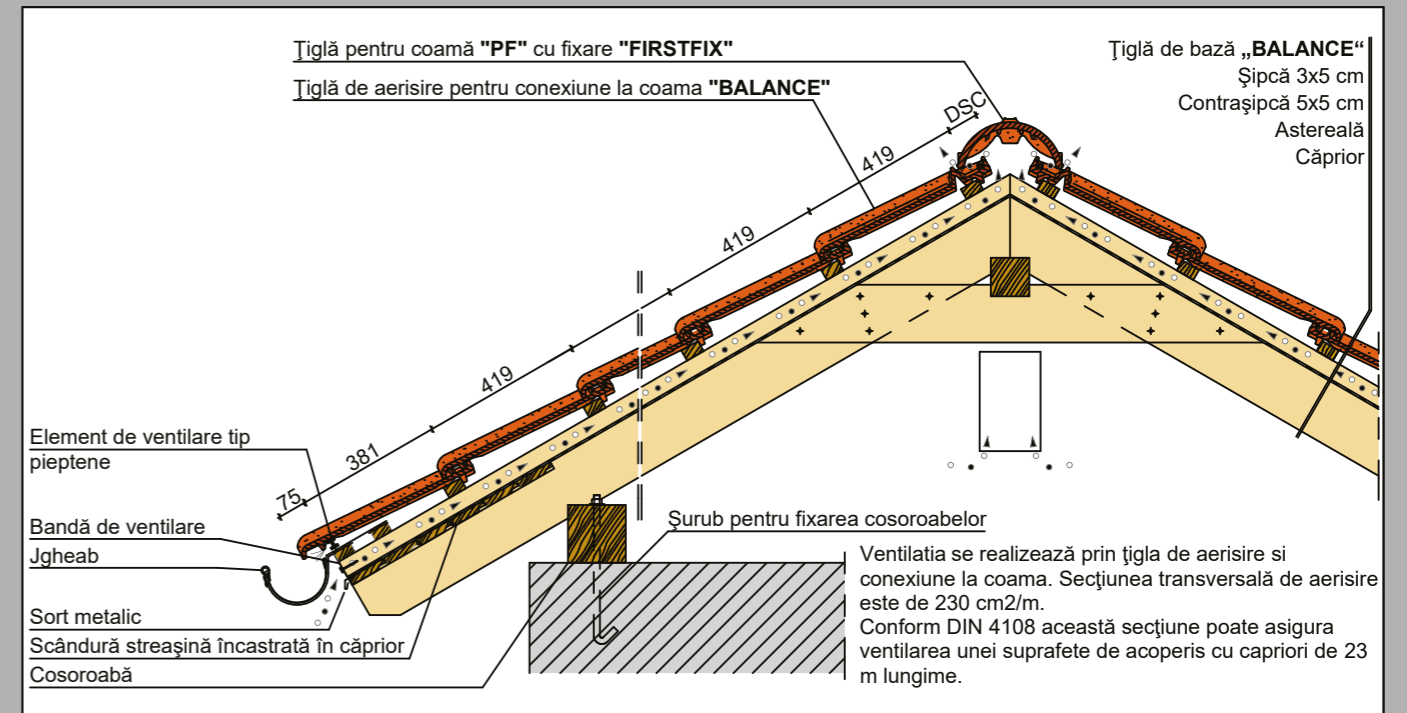 Ţiglă pentru coamă "PF" cu fixare "FIRSTFIX"
Ţiglă de aerisire pentru conexiune la coama "BALANCE"
Ţiglă de bază „BALANCE“
Şipcă 3x5 cm
Contraşipcă 5x5 cm
Astereală
Căprior
DSC
419
419
419
381
75
Element de ventilare tip
pieptene
Bandă de ventilare
Jgheab
Sort metalic
Scândură streaşină încastrată în căprior
Cosoroabă
Şurub pentru fixarea cosoroabelor
Ventilatia se realizează prin ţigla de aerisire si
conexiune la coama. Secţiunea transversală de aerisire
este de 230 cm2/m.
Conform DIN 4108 această secţiune poate asigura
ventilarea unei suprafete de acoperis cu capriori de 23
m lungime.